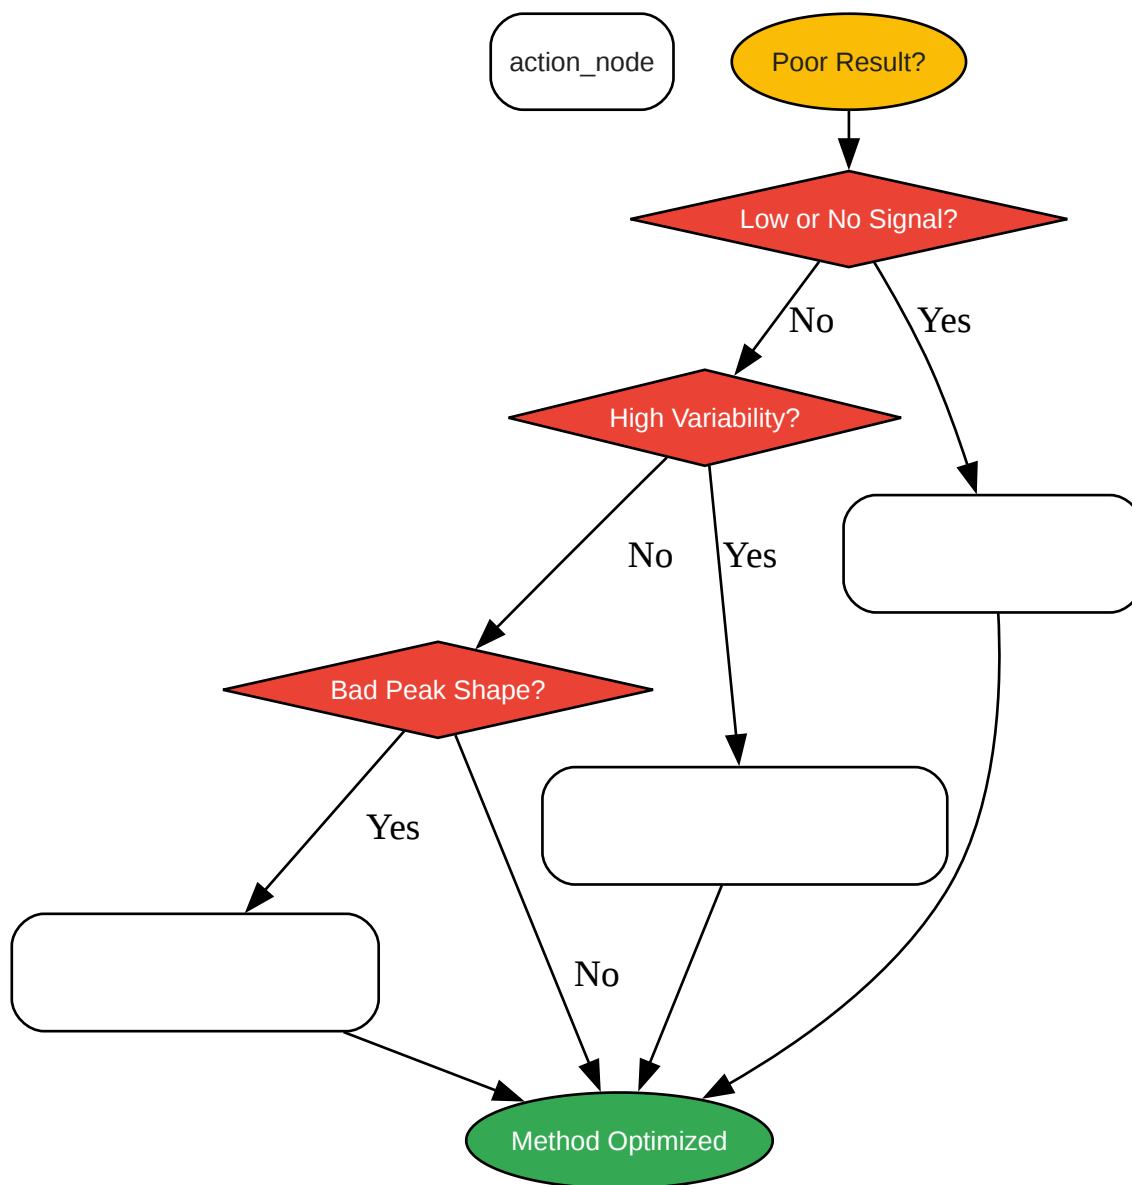 action_node
Poor Result?
Low or No Signal?
No
Yes
High Variability?
No
Yes
Bad Peak Shape?
Yes
No
Method Optimized